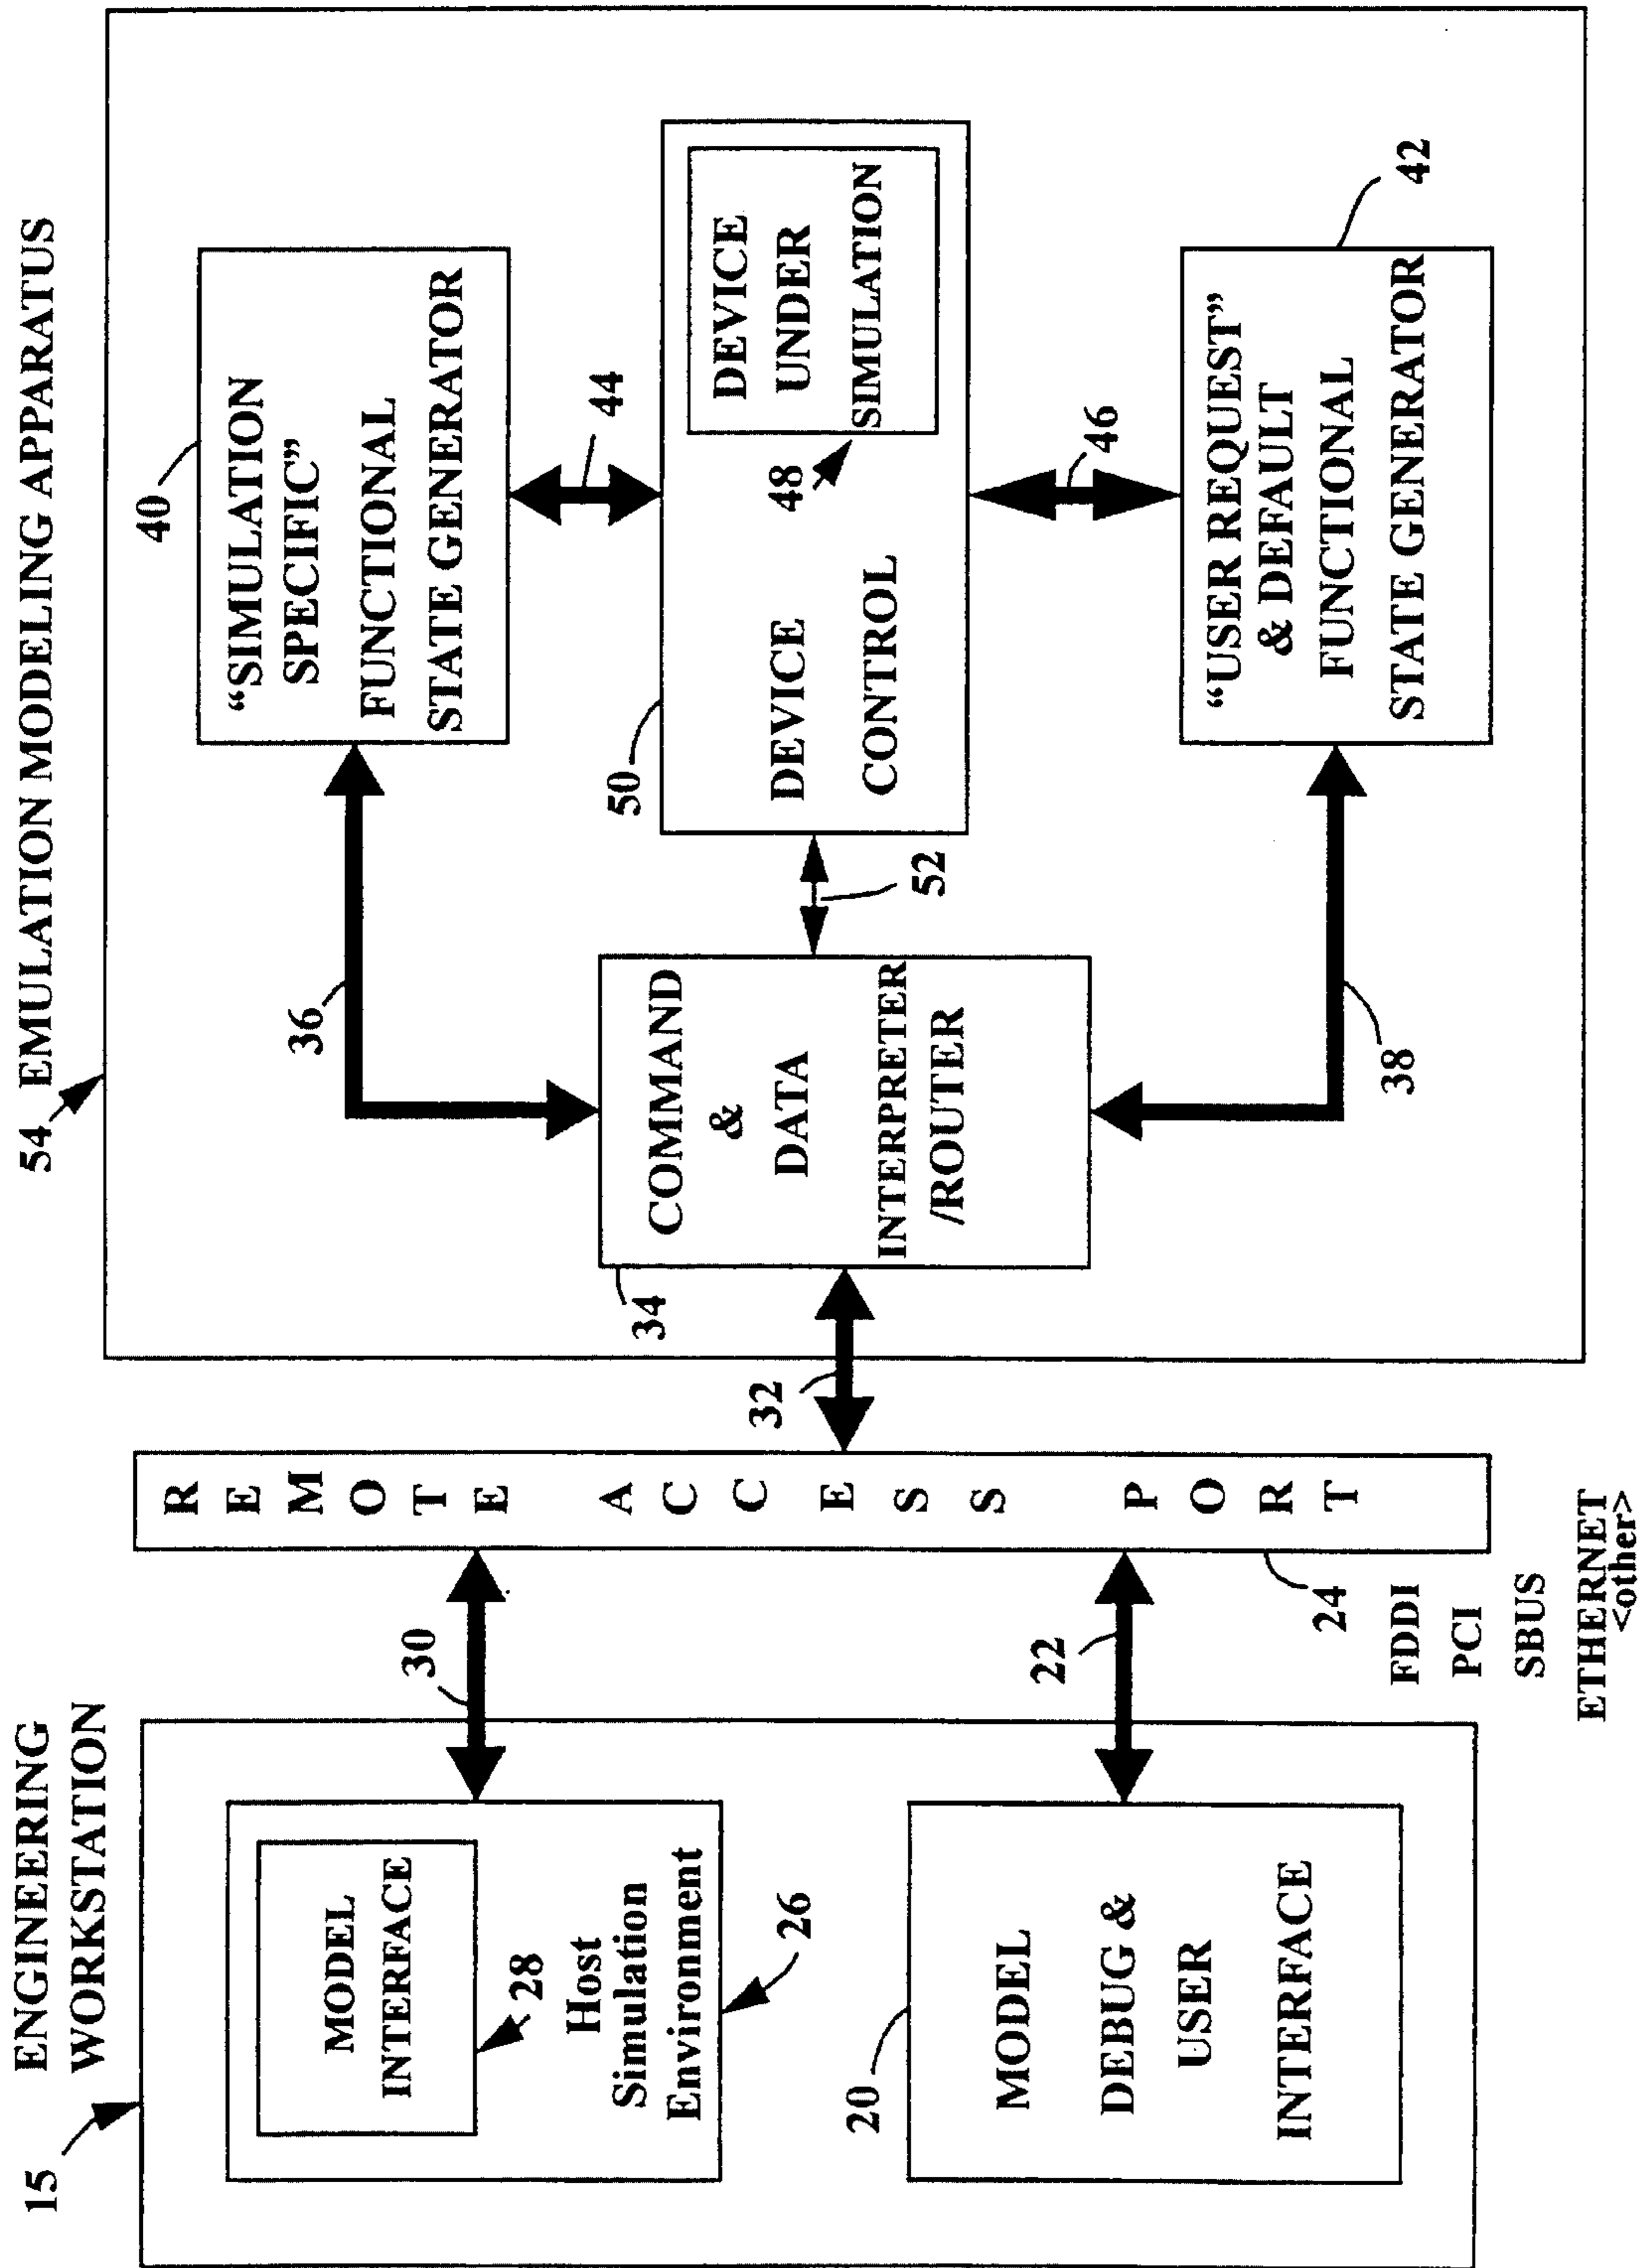 15
ENGINEERING
WORKSTATION
MODEL
INTERFACE
28
Host
Simulation
Environment
26
20
MODEL
DEBUG &
USER
INTERFACE
30
22
REMOTE ACCESS PORT
24
FDDI
PCI
SBUS
ETHERNET
<other>
32
54 EMULATION MODELING APPARATUS
34
COMMAND
&
DATA
INTERPRETER
/ROUTER
36
38
52
40
“SIMULATION
SPECIFIC”
FUNCTIONAL
STATE GENERATOR
44
50
DEVICE
CONTROL
48
DEVICE
UNDER
SIMULATION
46
42
“USER REQUEST”
& DEFAULT
FUNCTIONAL
STATE GENERATOR